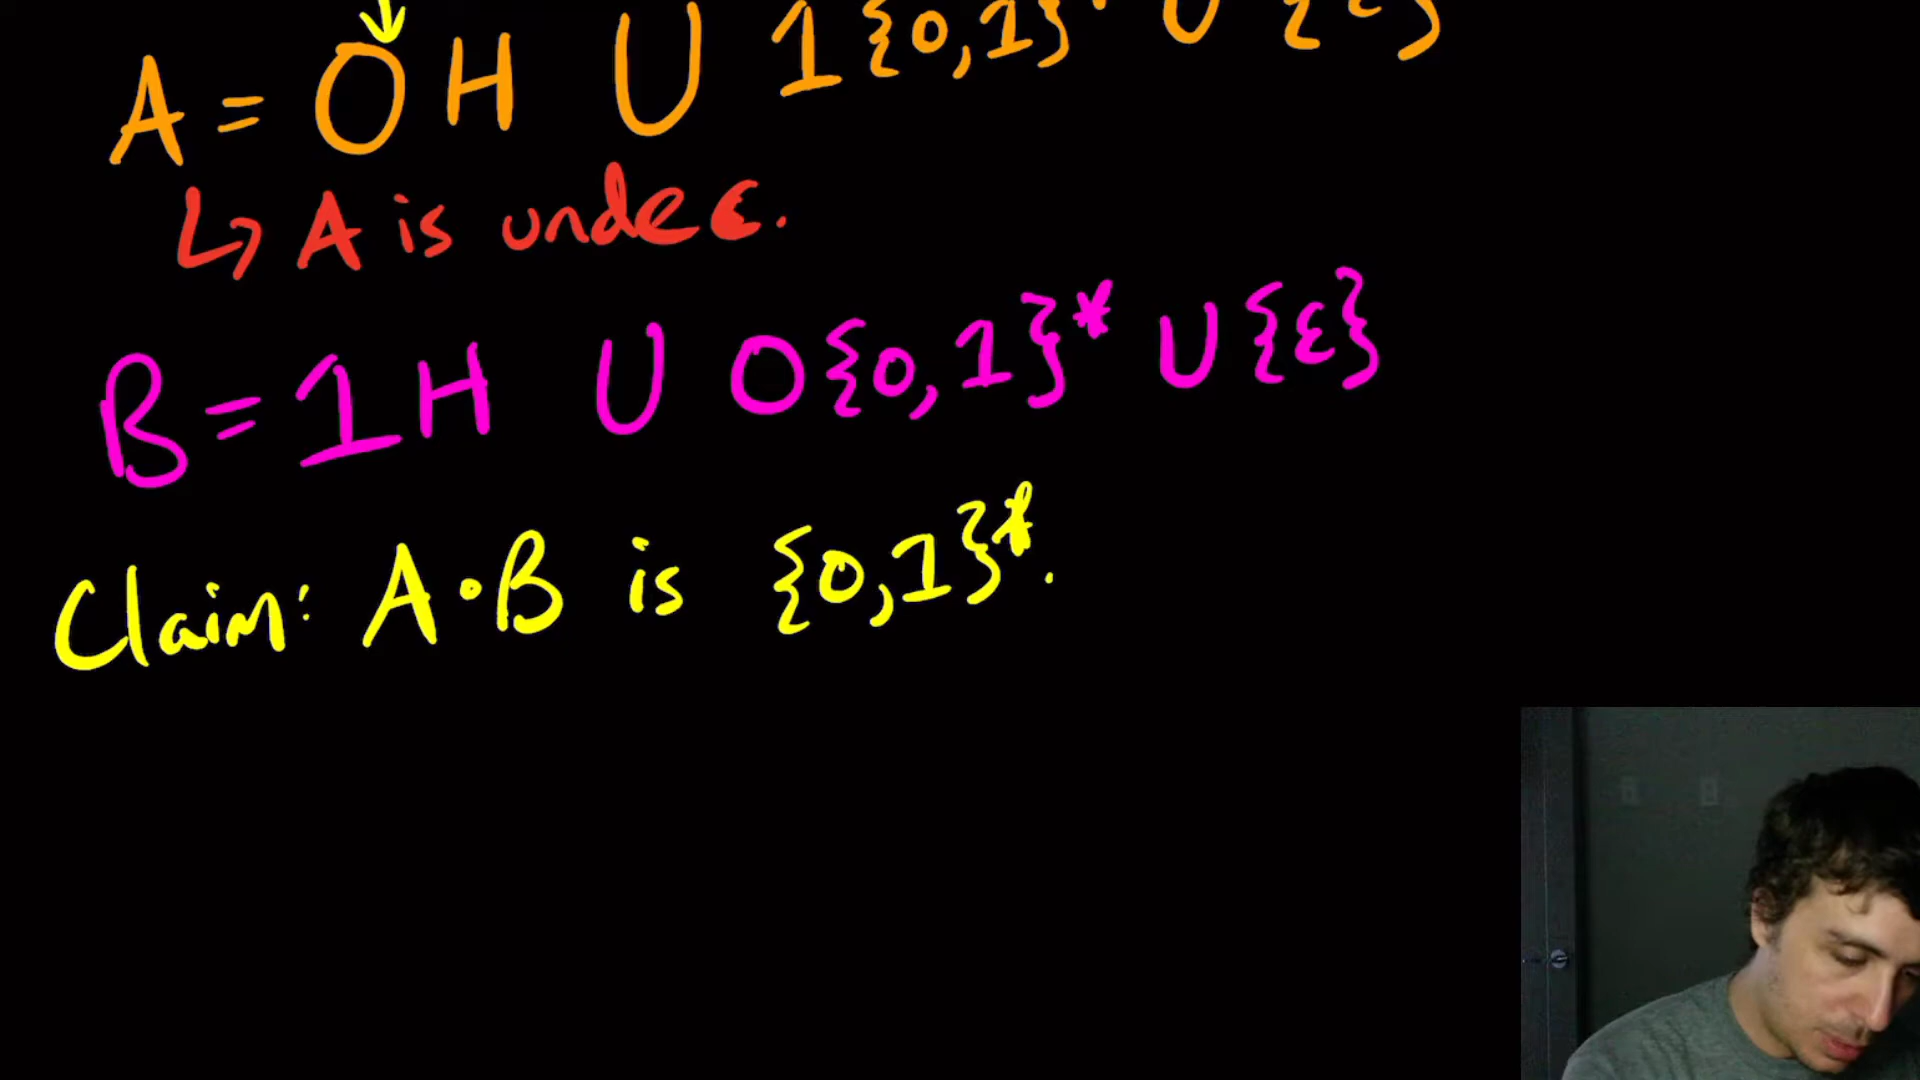 A = 0H ∪ 1{0,1}* ∪ {ε}
↳ A is undec.
B = 1H ∪ 0{0,1}* ∪ {ε}
Claim: A•B is {0,1}*.